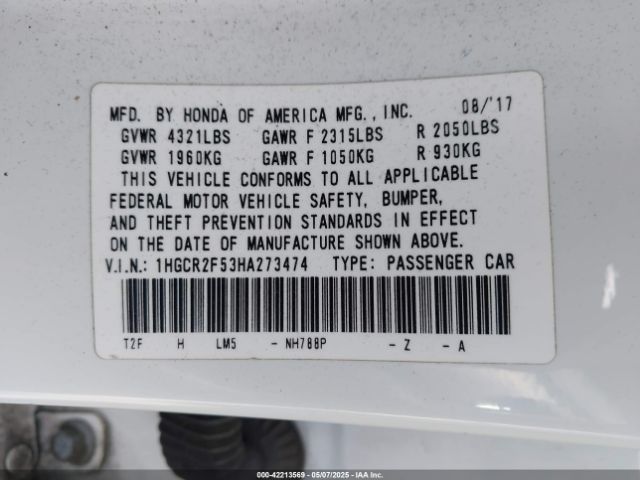 MFD. BY HONDA OF AMERICA MFG., INC. 08/'17
GVWR 4321LBS GAWR F 2315LBS R 2050LBS
GVWR 1960KG GAWR F 1050KG R 930KG
THIS VEHICLE CONFORMS TO ALL APPLICABLE
FEDERAL MOTOR VEHICLE SAFETY, BUMPER,
AND THEFT PREVENTION STANDARDS IN EFFECT
ON THE DATE OF MANUFACTURE SHOWN ABOVE.
V.I.N.: 1HGCR2F53HA273474 TYPE: PASSENGER CAR
T2F H LM5 - NH788P - Z - A
000-42213569 — 05/07/2025 — IAA Inc.